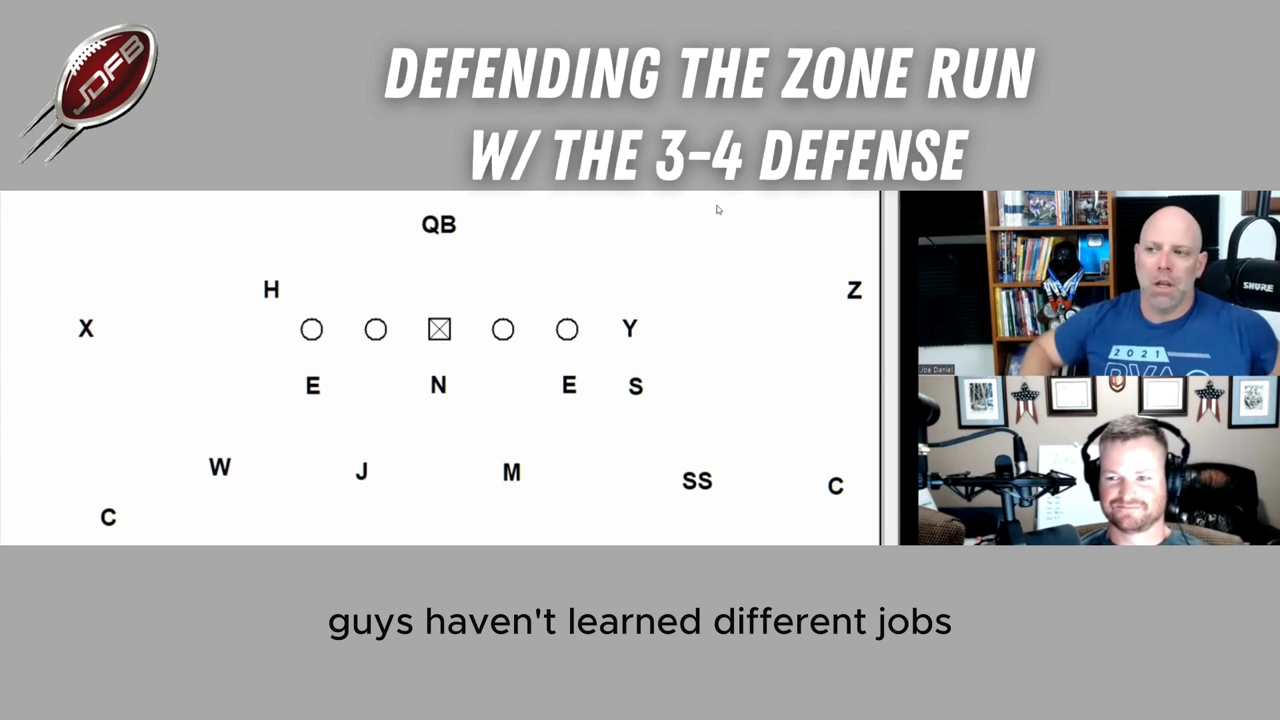 JDFB
DEFENDING THE ZONE RUN
W/ THE 3-4 DEFENSE
QB
H
Z
X
Y
E N E S
W J M SS C
C
SHURE
2021
Joe Daniel
guys haven't learned different jobs